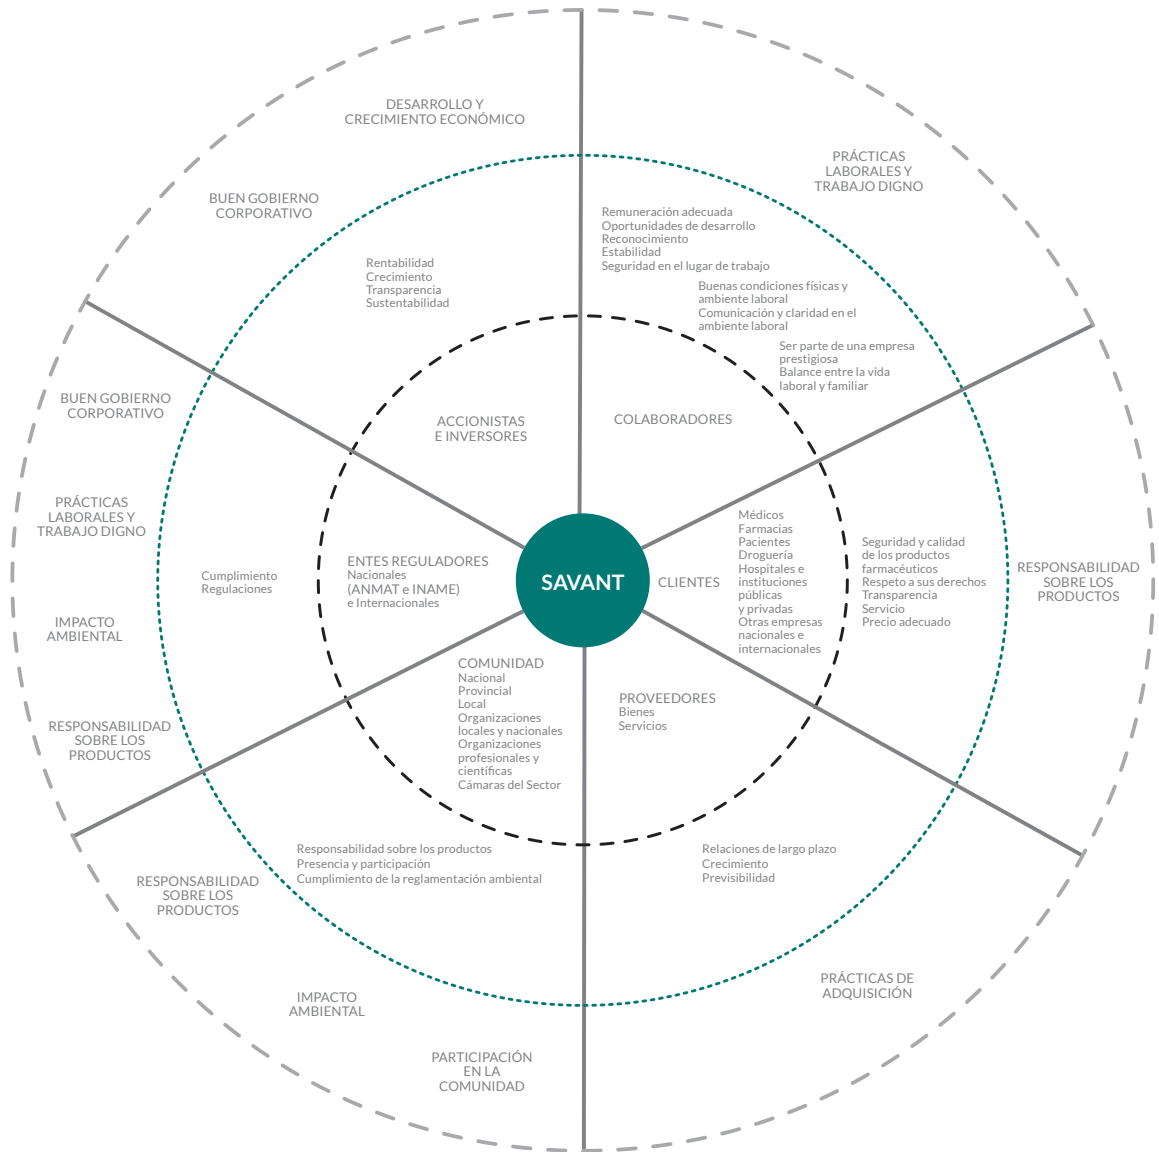 DESARROLLO Y
CRECIMIENTO ECONÓMICO
BUEN GOBIERNO
CORPORATIVO
Rentabilidad
Crecimiento
Transparencia
Sustentabilidad
ACCIONISTAS
E INVERSORES
PRÁCTICAS
LABORALES Y
TRABAJO DIGNO
Remuneración adecuada
Oportunidades de desarrollo
Reconocimiento
Estabilidad
Seguridad en el lugar de trabajo
Buenas condiciones físicas y
ambiente laboral
Comunicación y claridad en el
ambiente laboral
Ser parte de una empresa
prestigiosa
Balance entre la vida
laboral y familiar
COLABORADORES
BUEN GOBIERNO
CORPORATIVO
PRÁCTICAS
LABORALES Y
TRABAJO DIGNO
IMPACTO
AMBIENTAL
RESPONSABILIDAD
SOBRE LOS
PRODUCTOS
Cumplimiento
Regulaciones
ENTES REGULADORES
Nacionales
(ANMAT e INAME)
e Internacionales
SAVANT
CLIENTES
Médicos
Farmacias
Pacientes
Droguería
Hospitales e
instituciones
públicas
y privadas
Otras empresas
nacionales e
internacionales
Seguridad y calidad
de los productos
farmacéuticos
Respeto a sus derechos
Transparencia
Servicio
Precio adecuado
RESPONSABILIDAD
SOBRE LOS
PRODUCTOS
COMUNIDAD
Nacional
Provincial
Local
Organizaciones
locales y nacionales
Organizaciones
profesionales y
científicas
Cámaras del Sector
Responsabilidad sobre los productos
Presencia y participación
Cumplimiento de la reglamentación ambiental
RESPONSABILIDAD
SOBRE LOS
PRODUCTOS
IMPACTO
AMBIENTAL
PARTICIPACIÓN
EN LA
COMUNIDAD
PROVEEDORES
Bienes
Servicios
Relaciones de largo plazo
Crecimiento
Previsibilidad
PRÁCTICAS DE
ADQUISICIÓN